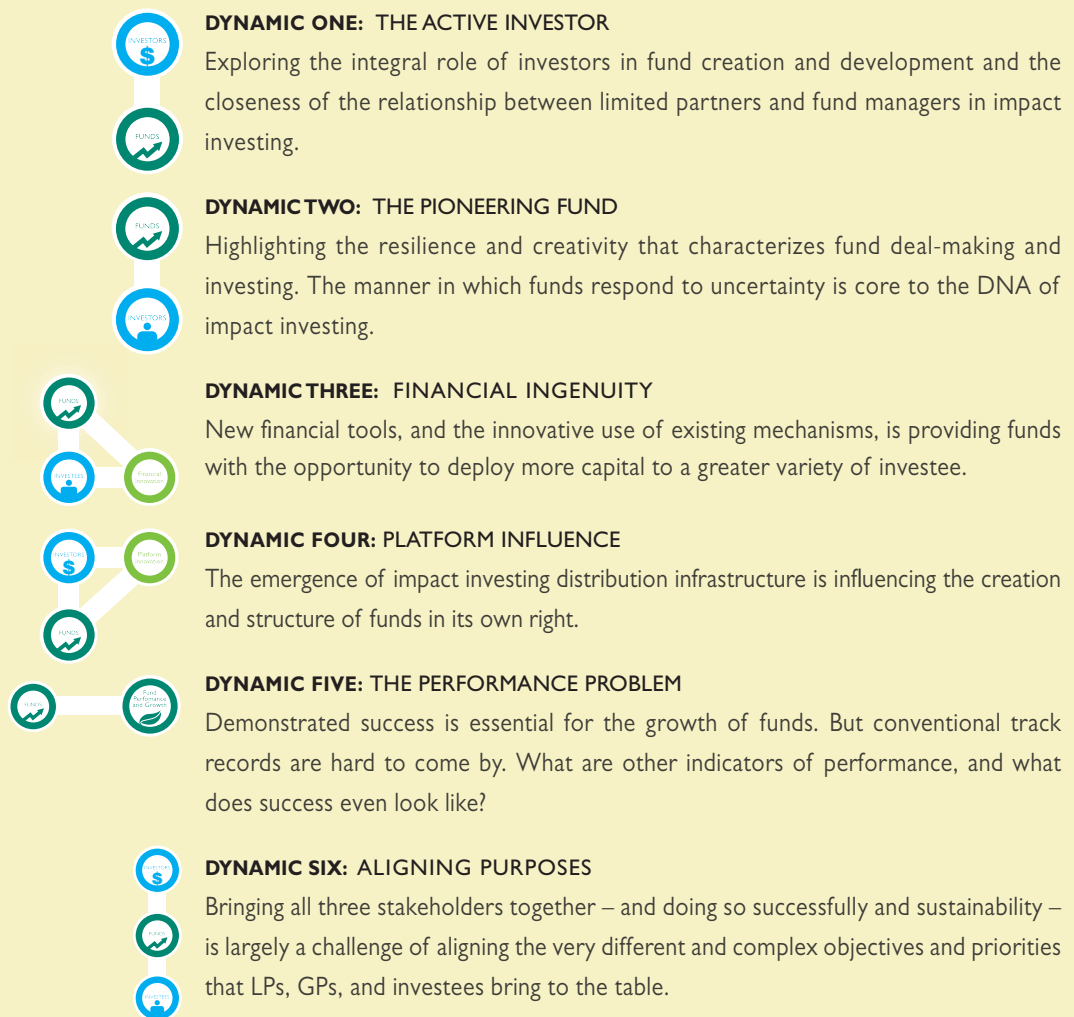 INVESTORS
$
FUNDS
DYNAMIC ONE: THE ACTIVE INVESTOR
Exploring the integral role of investors in fund creation and development and the
closeness of the relationship between limited partners and fund managers in impact
investing.
FUNDS
INVESTORS
DYNAMIC TWO: THE PIONEERING FUND
Highlighting the resilience and creativity that characterizes fund deal-making and
investing. The manner in which funds respond to uncertainty is core to the DNA of
impact investing.
FUNDS
INVESTEES
Financial
Innovation
DYNAMIC THREE: FINANCIAL INGENUITY
New financial tools, and the innovative use of existing mechanisms, is providing funds
with the opportunity to deploy more capital to a greater variety of investee.
INVESTORS
$
Platform
Innovation
FUNDS
DYNAMIC FOUR: PLATFORM INFLUENCE
The emergence of impact investing distribution infrastructure is influencing the creation
and structure of funds in its own right.
FUNDS
Fund
Perfomance
and Growth
DYNAMIC FIVE: THE PERFORMANCE PROBLEM
Demonstrated success is essential for the growth of funds. But conventional track
records are hard to come by. What are other indicators of performance, and what
does success even look like?
INVESTORS
$
FUNDS
INVESTEES
DYNAMIC SIX: ALIGNING PURPOSES
Bringing all three stakeholders together – and doing so successfully and sustainability –
is largely a challenge of aligning the very different and complex objectives and priorities
that LPs, GPs, and investees bring to the table.